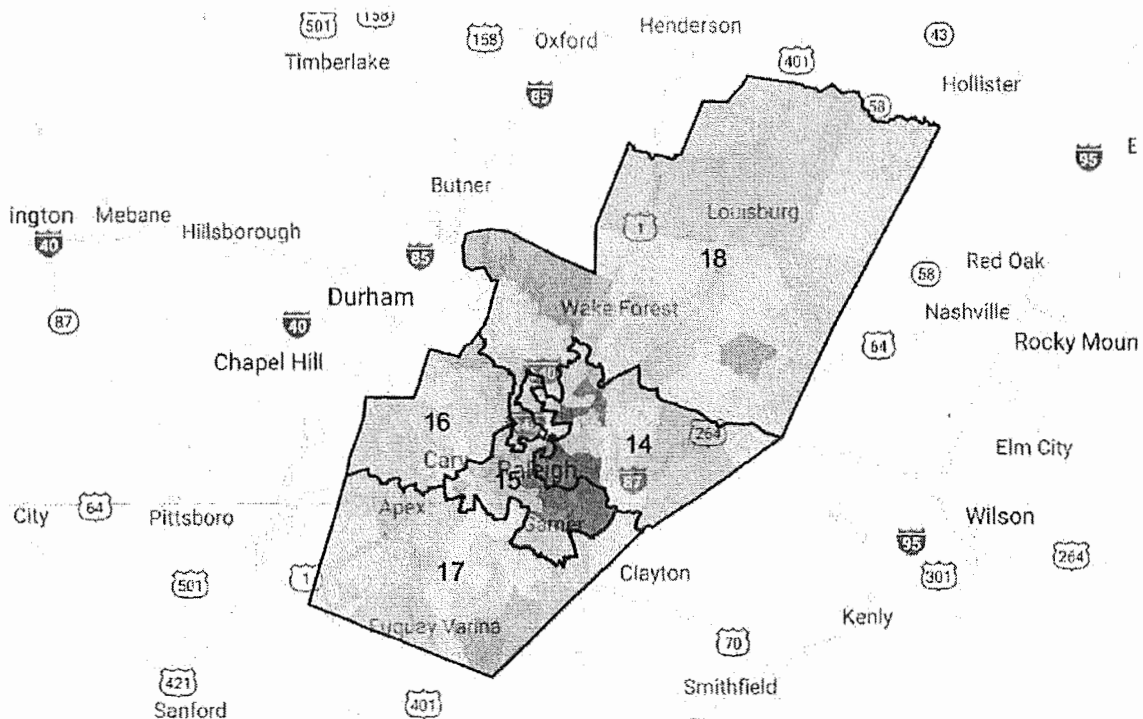 501
158
Timberlake
158
Oxford
Henderson
43
401
Hollister
85
58
95
E
Butner
ington
Mebane
40
Hillsborough
85
1
Louisburg
18
58
Red Oak
Durham
87
40
Wake Forest
Nashville
64
Rocky Moun
Chapel Hill
16
14
264
Cary
Raleigh
15
Elm City
87
City
64
Pittsboro
Apex
Garner
Wilson
95
264
17
501
1
Clayton
301
Fuquay Varina
Kenly
70
421
Sanford
401
Smithfield